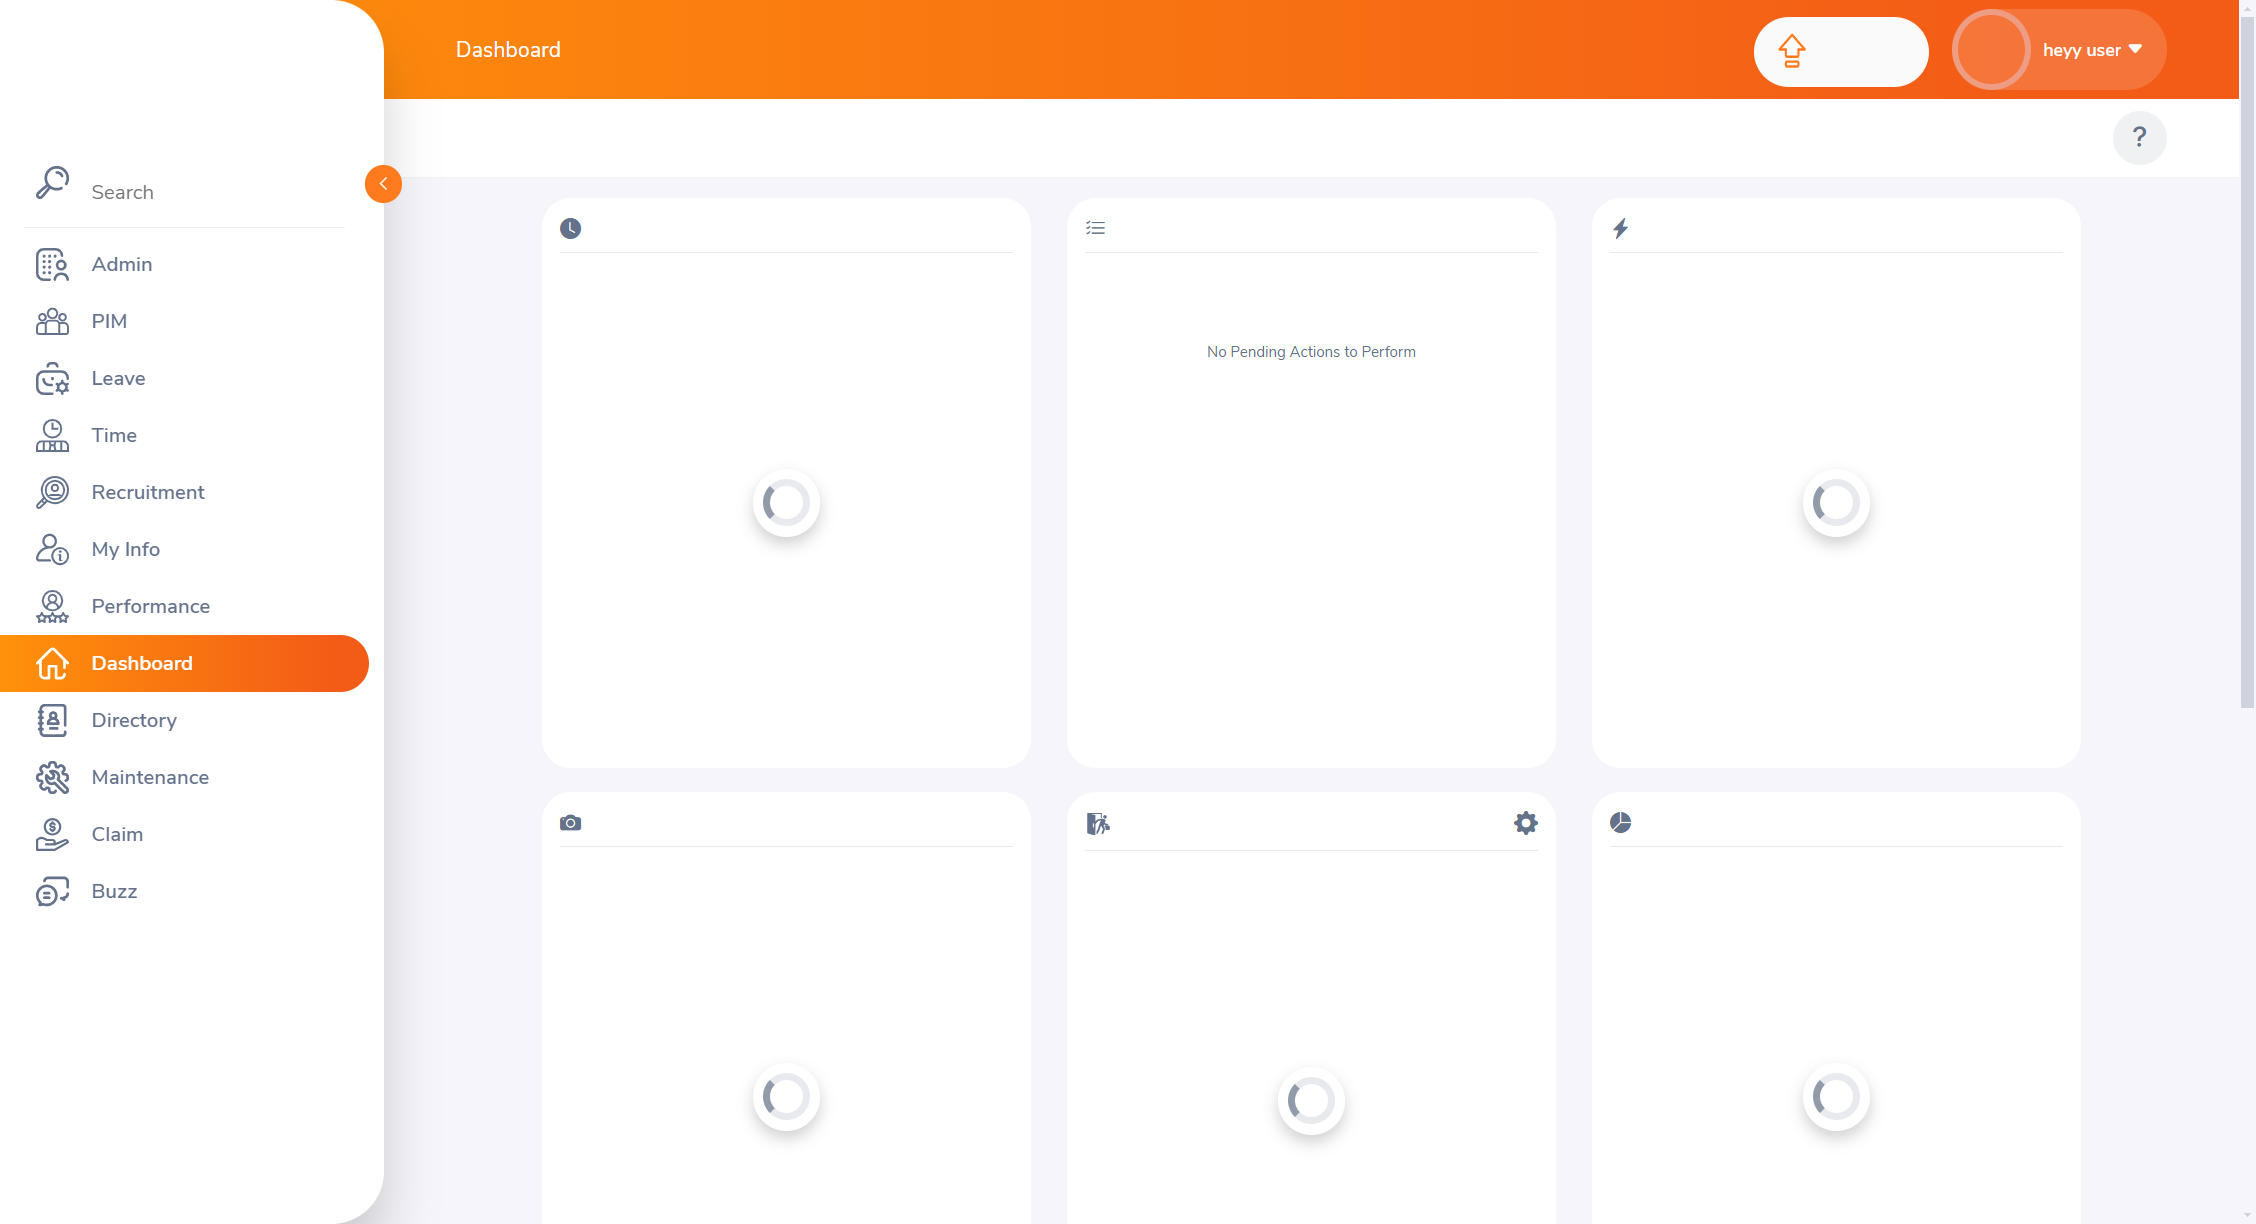 Dashboard
heyy user
?
Search
Admin
PIM
Leave
Time
Recruitment
My Info
Performance
Dashboard
Directory
Maintenance
Claim
Buzz
No Pending Actions to Perform